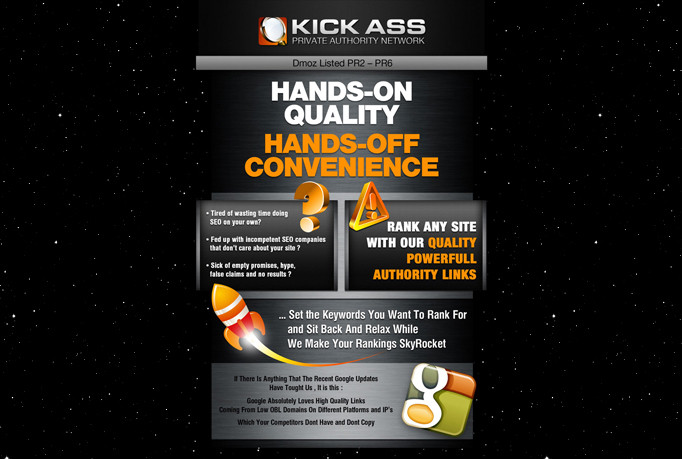 KICK ASS
PRIVATE AUTHORITY NETWORK
Dmoz Listed PR2 – PR6
HANDS-ON
QUALITY
HANDS-OFF
CONVENIENCE
• Tired of wasting time doing
SEO on your own?
• Fed up with incompetent SEO companies
that don't care about your site ?
• Sick of empty promises, hype,
false claims and no results ?
RANK ANY SITE
WITH OUR QUALITY
POWERFULL
AUTHORITY LINKS
... Set the Keywords You Want To Rank For
and Sit Back And Relax While
We Make Your Rankings SkyRocket
If There Is Anything That The Recent Google Updates
Have Tought Us , It is this :
Google Absolutely Loves High Quality Links
Coming From Low OBL Domains On Different Platforms and IP's
Which Your Competitors Dont Have and Dont Copy
g